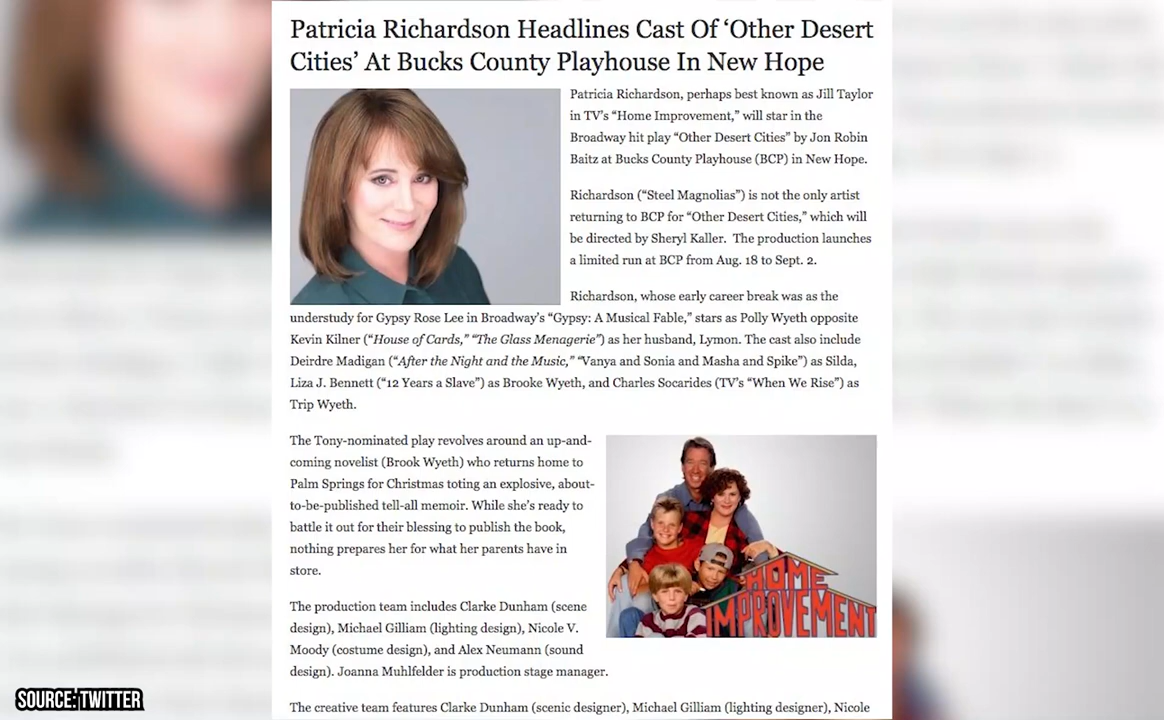 Patricia Richardson Headlines Cast Of ‘Other Desert
Cities’ At Bucks County Playhouse In New Hope
Patricia Richardson, perhaps best known as Jill Taylor
in TV’s “Home Improvement,” will star in the
Broadway hit play “Other Desert Cities” by Jon Robin
Baitz at Bucks County Playhouse (BCP) in New Hope.
Richardson (“Steel Magnolias”) is not the only artist
returning to BCP for “Other Desert Cities,” which will
be directed by Sheryl Kaller. The production launches
a limited run at BCP from Aug. 18 to Sept. 2.
Richardson, whose early career break was as the
understudy for Gypsy Rose Lee in Broadway’s “Gypsy: A Musical Fable,” stars as Polly Wyeth opposite
Kevin Kilner (“House of Cards,” “The Glass Menagerie”) as her husband, Lymon. The cast also include
Deirdre Madigan (“After the Night and the Music,” “Vanya and Sonia and Masha and Spike”) as Silda,
Liza J. Bennett (“12 Years a Slave”) as Brooke Wyeth, and Charles Socarides (TV’s “When We Rise”) as
Trip Wyeth.
The Tony-nominated play revolves around an up-and-
coming novelist (Brook Wyeth) who returns home to
Palm Springs for Christmas toting an explosive, about-
to-be-published tell-all memoir. While she’s ready to
battle it out for their blessing to publish the book,
nothing prepares her for what her parents have in
store.
HOME
IMPROVEMENT
The production team includes Clarke Dunham (scene
design), Michael Gilliam (lighting design), Nicole V.
Moody (costume design), and Alex Neumann (sound
design). Joanna Muhlfelder is production stage manager.
The creative team features Clarke Dunham (scenic designer), Michael Gilliam (lighting designer), Nicole
SOURCE: TWITTER